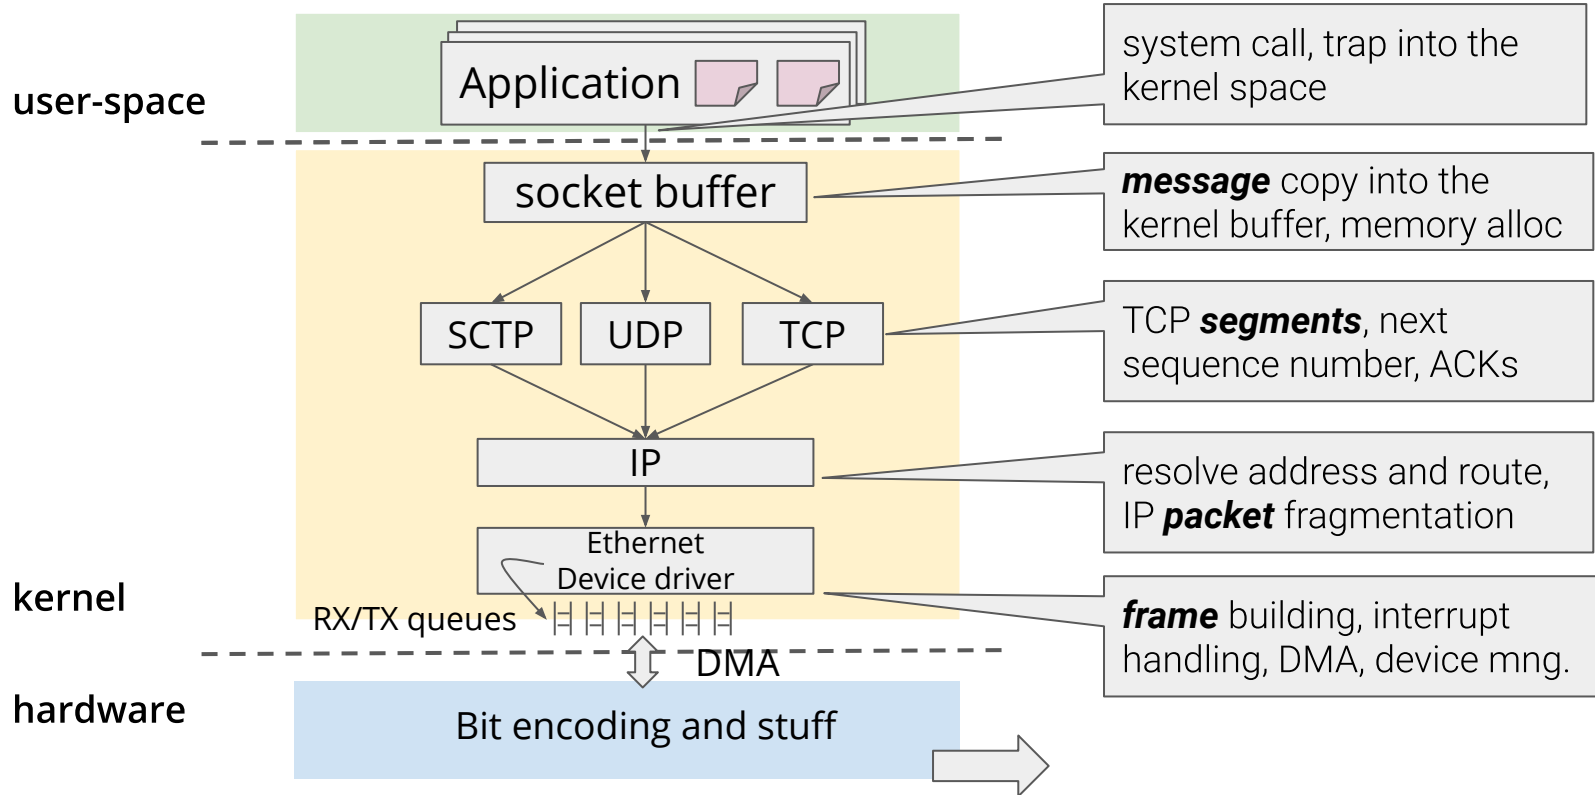 Application
user-space
system call, trap into the
kernel space
socket buffer
message copy into the
kernel buffer, memory alloc
SCTP
UDP
TCP
TCP segments, next
sequence number, ACKs
IP
resolve address and route,
IP packet fragmentation
Ethernet
Device driver
kernel
RX/TX queues
frame building, interrupt
handling, DMA, device mng.
DMA
hardware
Bit encoding and stuff